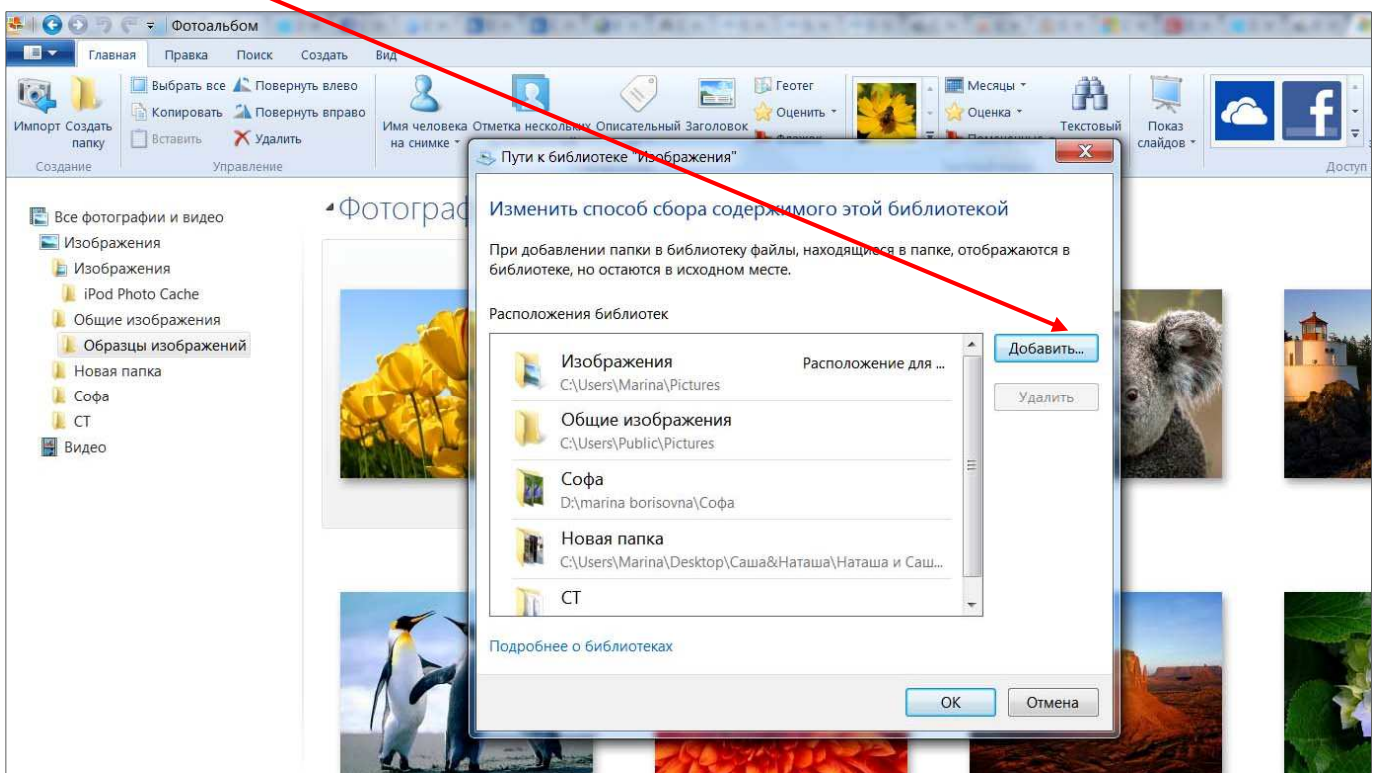 Фотоальбом
Главная Правка Поиск Создать Вид
Импорт Создать папку
Выбрать все
Копировать
Вставить
Повернуть влево
Повернуть вправо
Удалить
Имя человека на снимке
Отметка нескольких
Описательный
Заголовок
Геотег
Оценить
Флажок
Месяцы
Оценка
Помеченные
Текстовый
Показ слайдов
f
Создание
Управление
Доступ
Все фотографии и видео
Изображения
Изображения
iPod Photo Cache
Общие изображения
Образцы изображений
Новая папка
Софа
СТ
Видео
Пути к библиотеке "Изображения"
Изменить способ сбора содержимого этой библиотекой
При добавлении папки в библиотеку файлы, находящиеся в папке, отображаются в
библиотеке, но остаются в исходном месте.
Расположения библиотек
Изображения Расположение для ...
C:\Users\Marina\Pictures
Общие изображения
C:\Users\Public\Pictures
Софа
D:\marina borisovna\Софа
Новая папка
C:\Users\Marina\Desktop\Саша&Наташа\Наташа и Саш...
СТ
Добавить...
Удалить
Подробнее о библиотеках
ОК Отмена